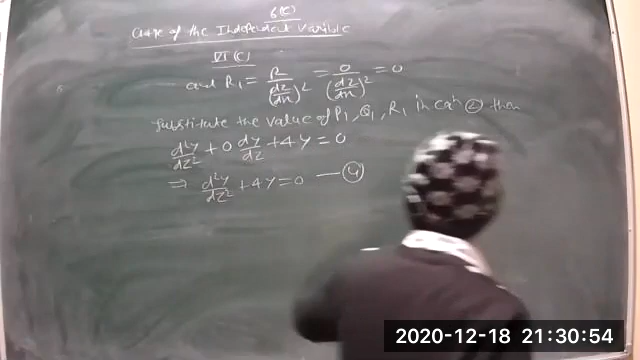 6(C)
of the Independent Variable
VI (C)
and R₁ = R/(dz/dx)² = 0/(dz/dx)² = 0
Substitute the value of P₁, Q₁, R₁ in eqⁿ ② then
d²y/dz² + 0 dy/dz + 4y = 0
⇒ d²y/dz² + 4y = 0 — ④
2020-12-18 21:30:54